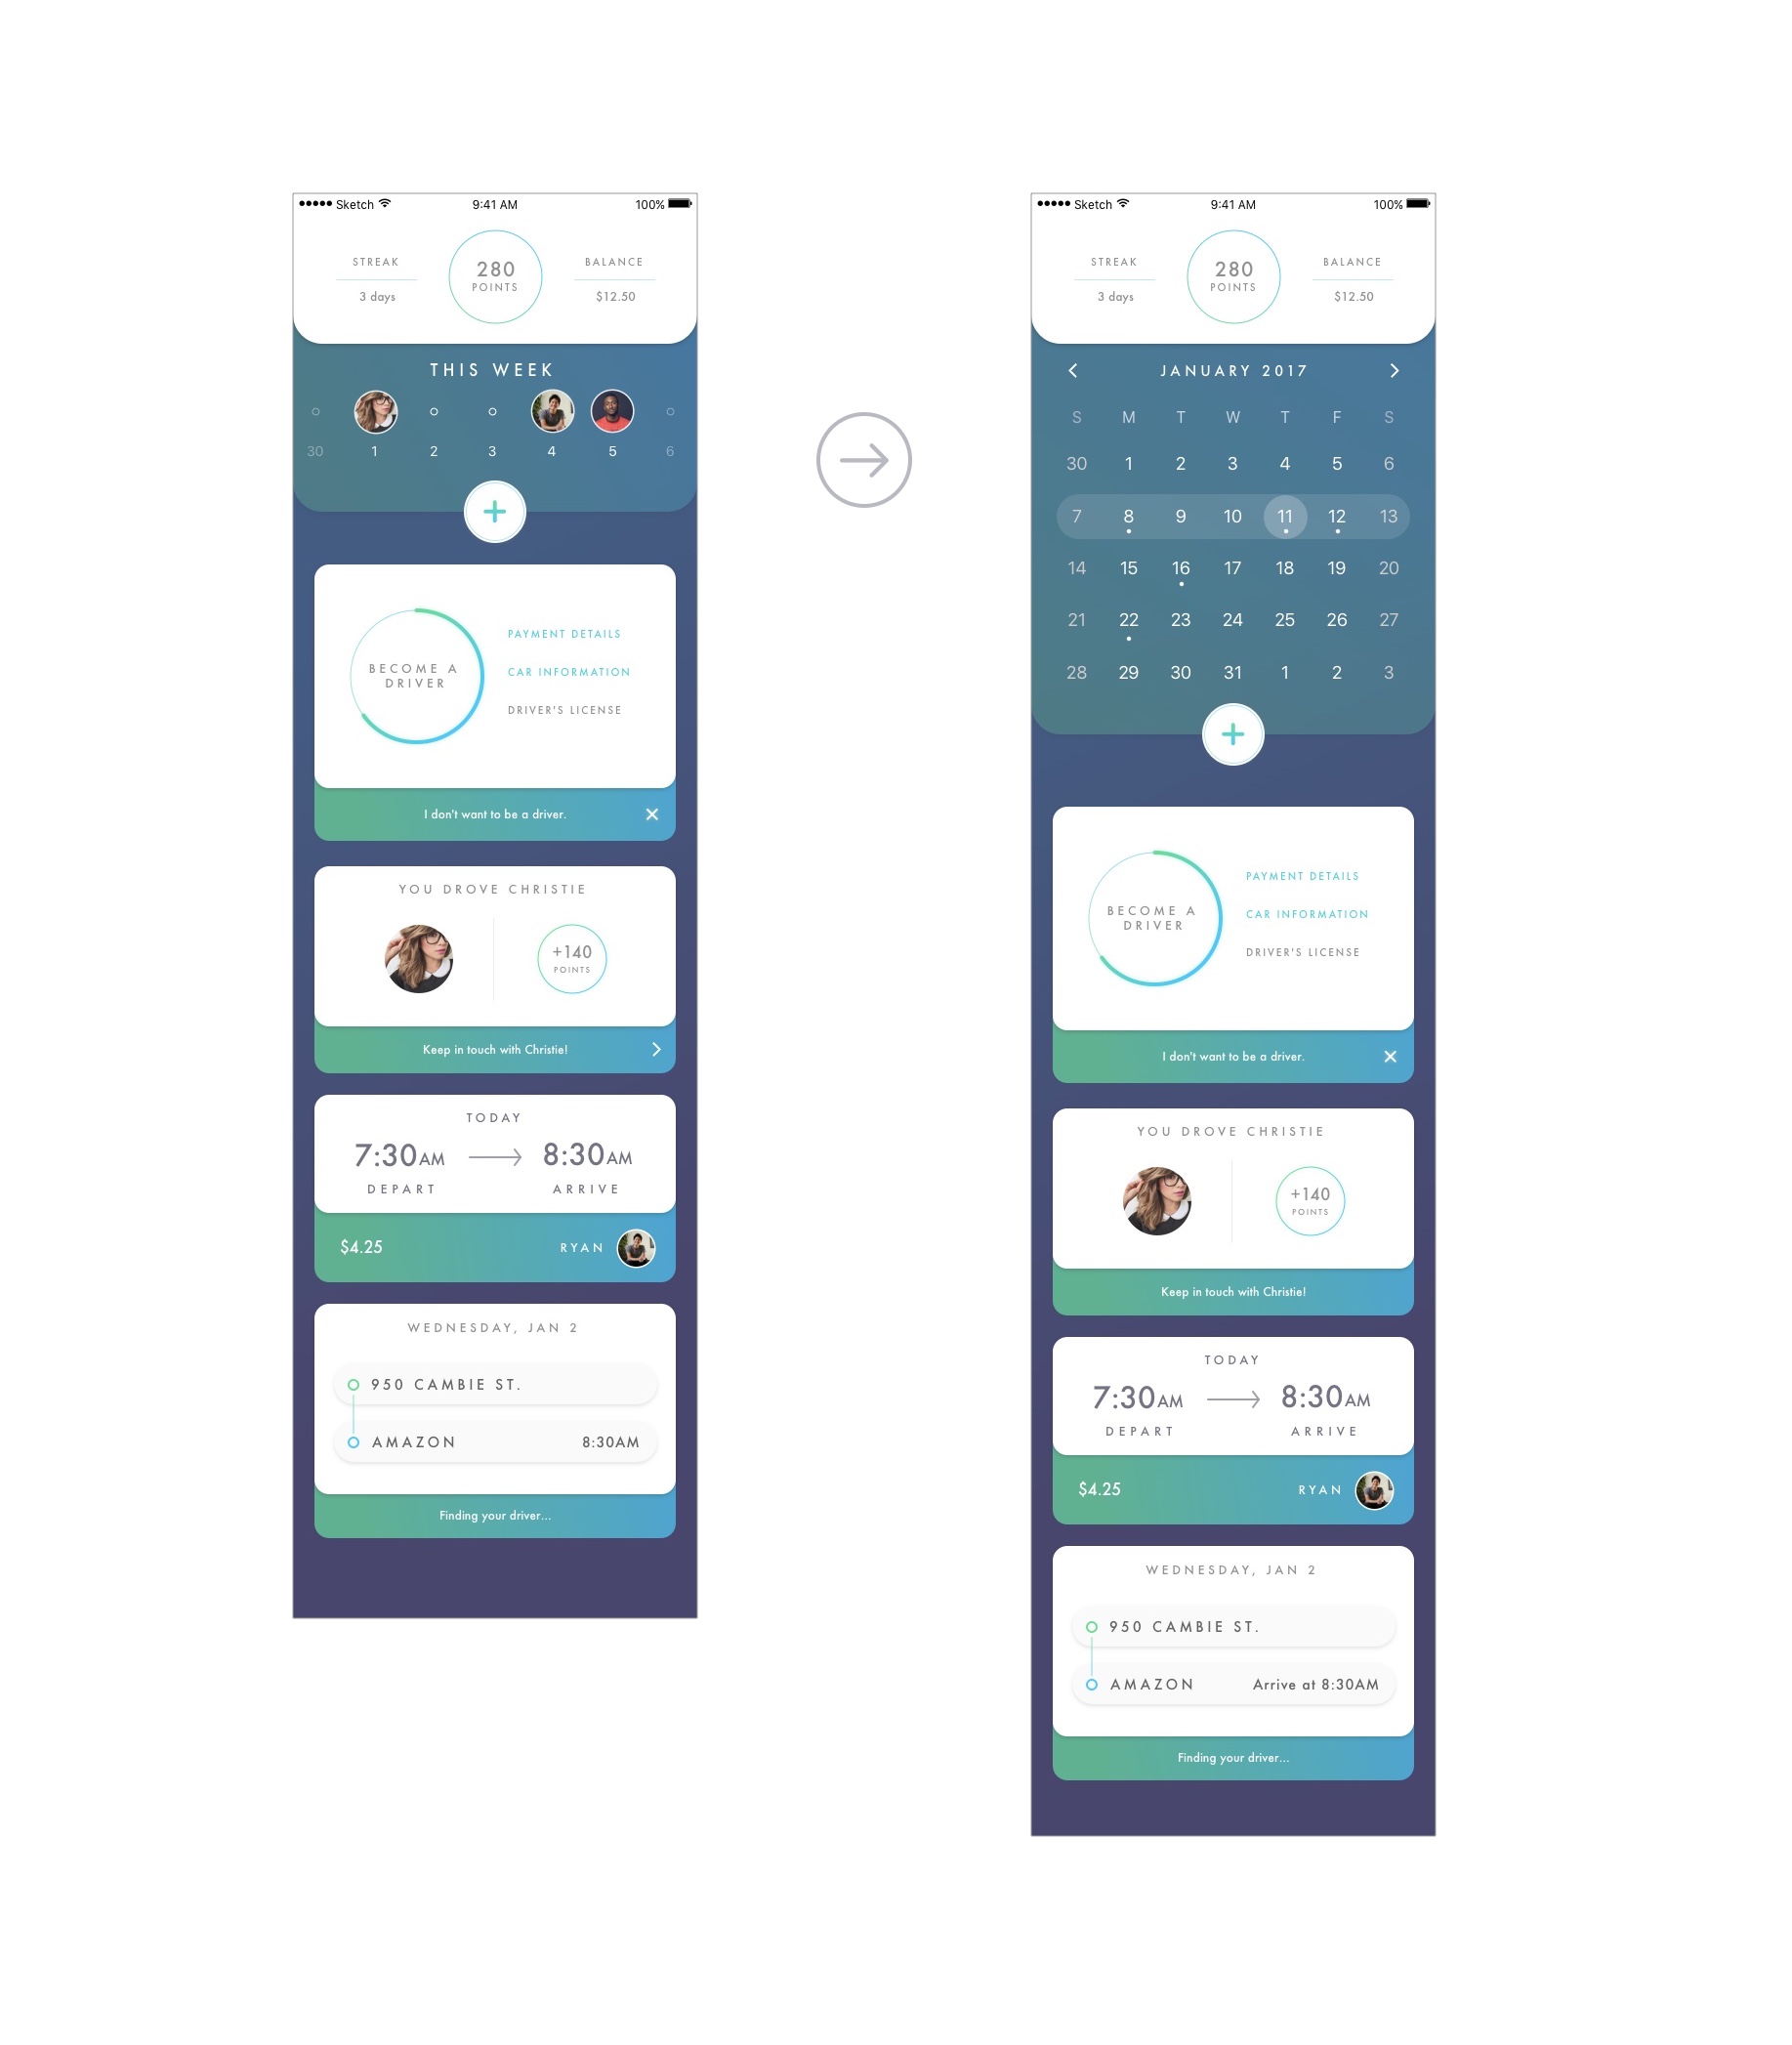 Sketch 9:41 AM 100%
STREAK 280 BALANCE
3 days POINTS $12.50
THIS WEEK
30 1 2 3 4 5 6
BECOME A
DRIVER
PAYMENT DETAILS
CAR INFORMATION
DRIVER'S LICENSE
I don't want to be a driver.
YOU DROVE CHRISTIE
+140
POINTS
Keep in touch with Christie!
TODAY
7:30AM 8:30AM
DEPART ARRIVE
$4.25 RYAN
WEDNESDAY, JAN 2
950 CAMBIE ST.
AMAZON 8:30AM
Finding your driver...
Sketch 9:41 AM 100%
STREAK 280 BALANCE
3 days POINTS $12.50
JANUARY 2017
S M T W T F S
30 1 2 3 4 5 6
7 8 9 10 11 12 13
14 15 16 17 18 19 20
21 22 23 24 25 26 27
28 29 30 31 1 2 3
BECOME A
DRIVER
PAYMENT DETAILS
CAR INFORMATION
DRIVER'S LICENSE
I don't want to be a driver.
YOU DROVE CHRISTIE
+140
POINTS
Keep in touch with Christie!
TODAY
7:30AM 8:30AM
DEPART ARRIVE
$4.25 RYAN
WEDNESDAY, JAN 2
950 CAMBIE ST.
AMAZON Arrive at 8:30AM
Finding your driver...